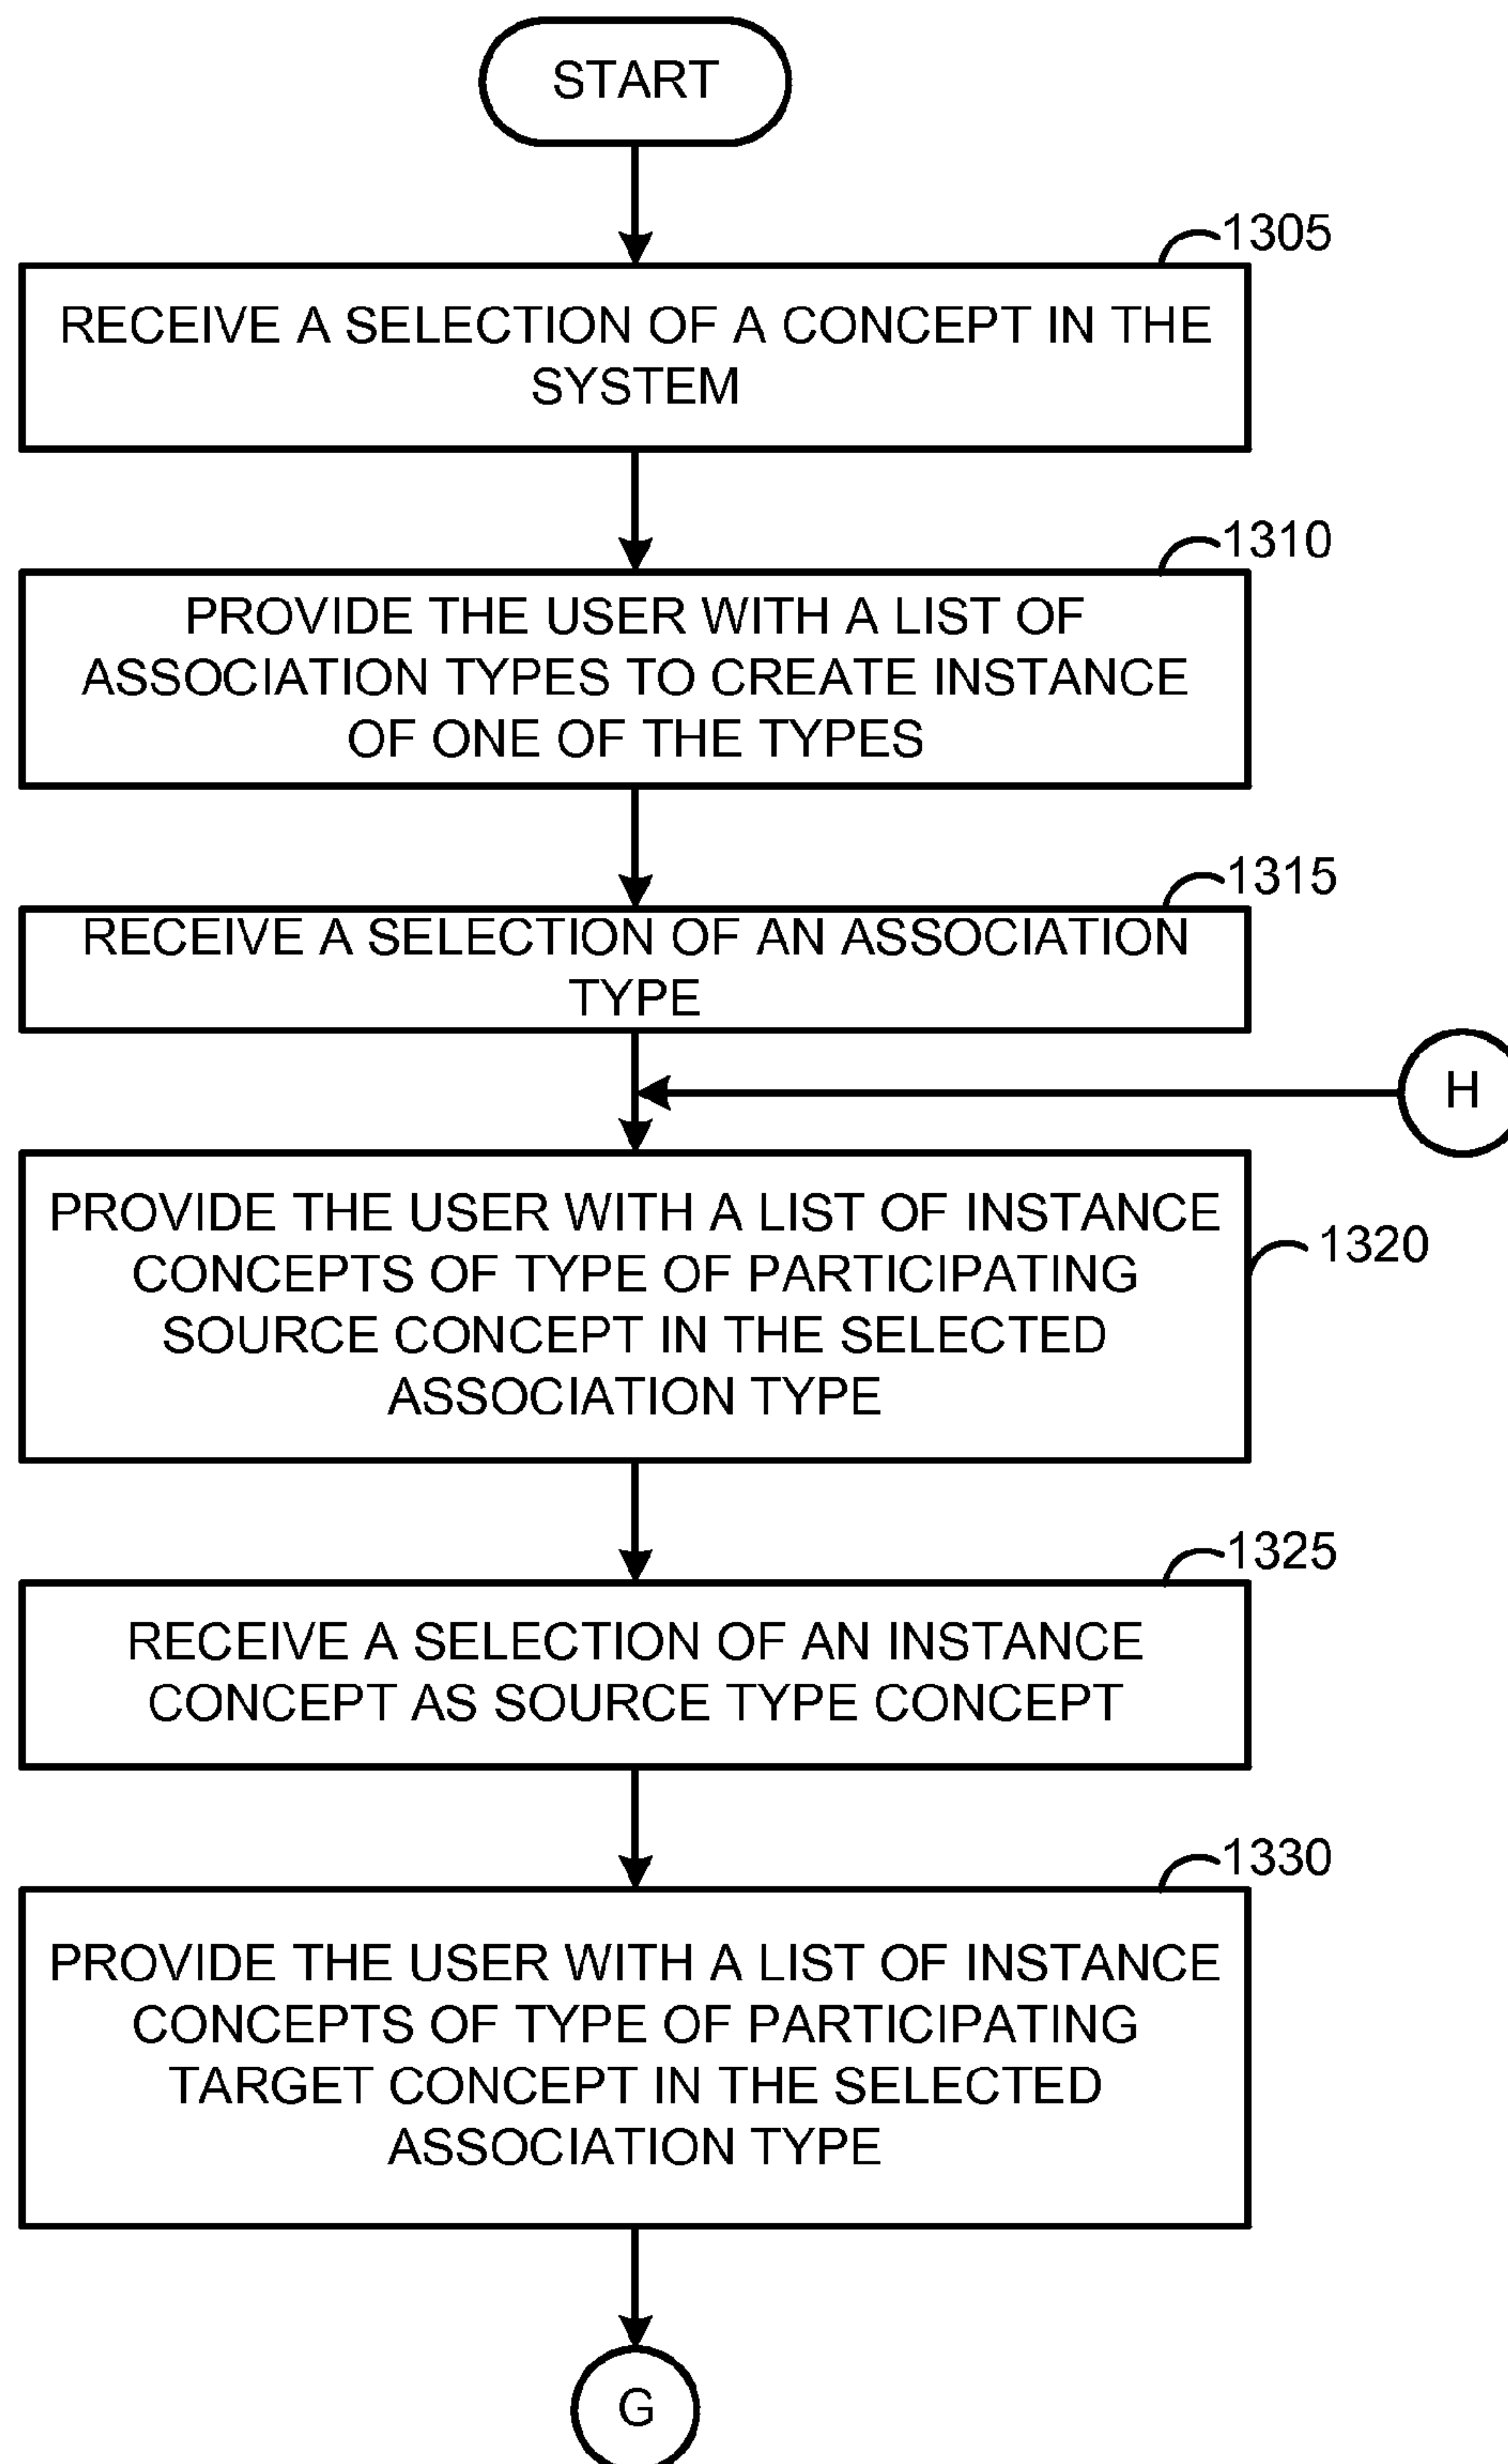 START
1305
RECEIVE A SELECTION OF A CONCEPT IN THE
SYSTEM
1310
PROVIDE THE USER WITH A LIST OF
ASSOCIATION TYPES TO CREATE INSTANCE
OF ONE OF THE TYPES
1315
RECEIVE A SELECTION OF AN ASSOCIATION
TYPE
H
PROVIDE THE USER WITH A LIST OF INSTANCE
CONCEPTS OF TYPE OF PARTICIPATING
SOURCE CONCEPT IN THE SELECTED
ASSOCIATION TYPE
1320
1325
RECEIVE A SELECTION OF AN INSTANCE
CONCEPT AS SOURCE TYPE CONCEPT
1330
PROVIDE THE USER WITH A LIST OF INSTANCE
CONCEPTS OF TYPE OF PARTICIPATING
TARGET CONCEPT IN THE SELECTED
ASSOCIATION TYPE
G